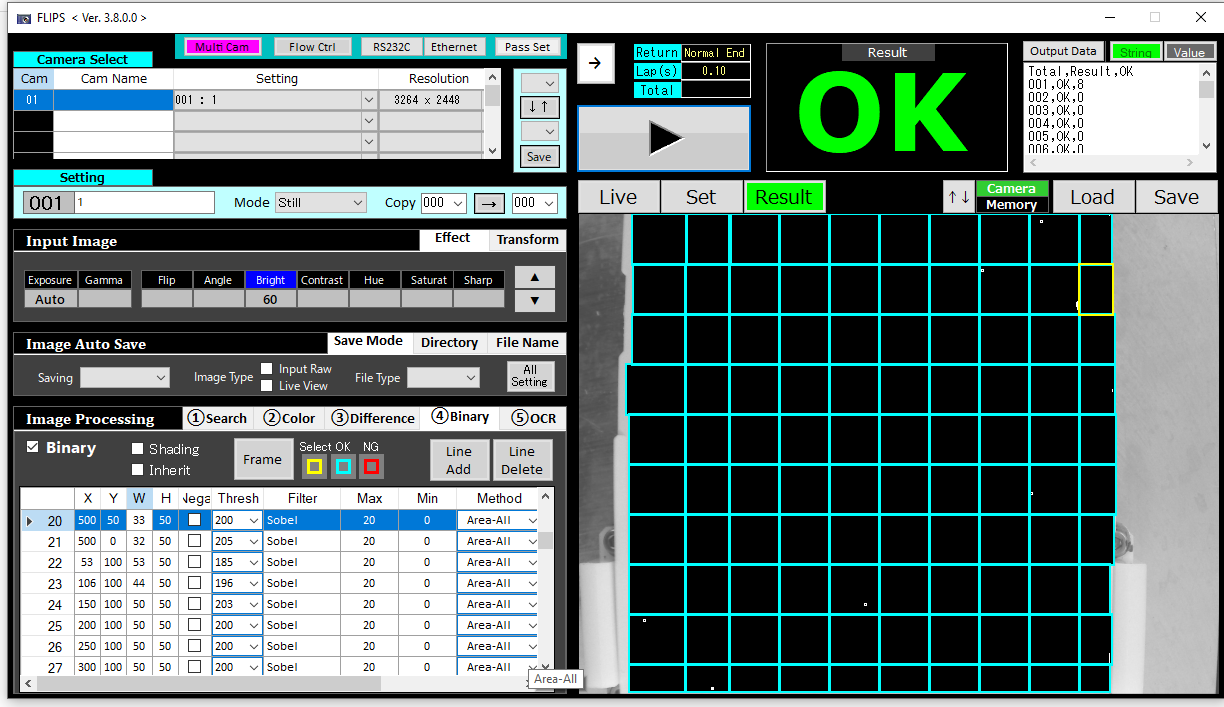 FLIPS < Ver. 3.8.0.0 >
Multi Cam Flow Ctrl RS232C Ethernet Pass Set
Camera Select
Cam Cam Name Setting Resolution
01 001 : 1 3264 x 2448
↓↑
Save
Setting
001 1 Mode Still Copy 000 → 000
Input Image Effect Transform
Exposure Gamma Flip Angle Bright Contrast Hue Saturat Sharp
Auto 60
▲
▼
Image Auto Save Save Mode Directory File Name
Saving Image Type Input Raw Live View File Type All Setting
Image Processing ①Search ②Color ③Difference ④Binary ⑤OCR
Binary Shading Inherit Frame Select OK NG Line Add Line Delete
X Y W H Nega Thresh Filter Max Min Method
20 500 50 33 50 200 Sobel 20 0 Area-All
21 500 0 32 50 205 Sobel 20 0 Area-All
22 53 100 53 50 185 Sobel 20 0 Area-All
23 106 100 44 50 196 Sobel 20 0 Area-All
24 150 100 50 50 203 Sobel 20 0 Area-All
25 200 100 50 50 200 Sobel 20 0 Area-All
26 250 100 50 50 200 Sobel 20 0 Area-All
27 300 100 50 50 200 Sobel 20 0 Area-All
Area-All
→
Return Normal End
Lap(s) 0.10
Total
Result
OK
Output Data String Value
Total,Result,OK
001,OK,8
002,OK,0
003,OK,0
004,OK,0
005,OK,0
006,OK,0
Live Set Result ↑↓ Camera Memory Load Save